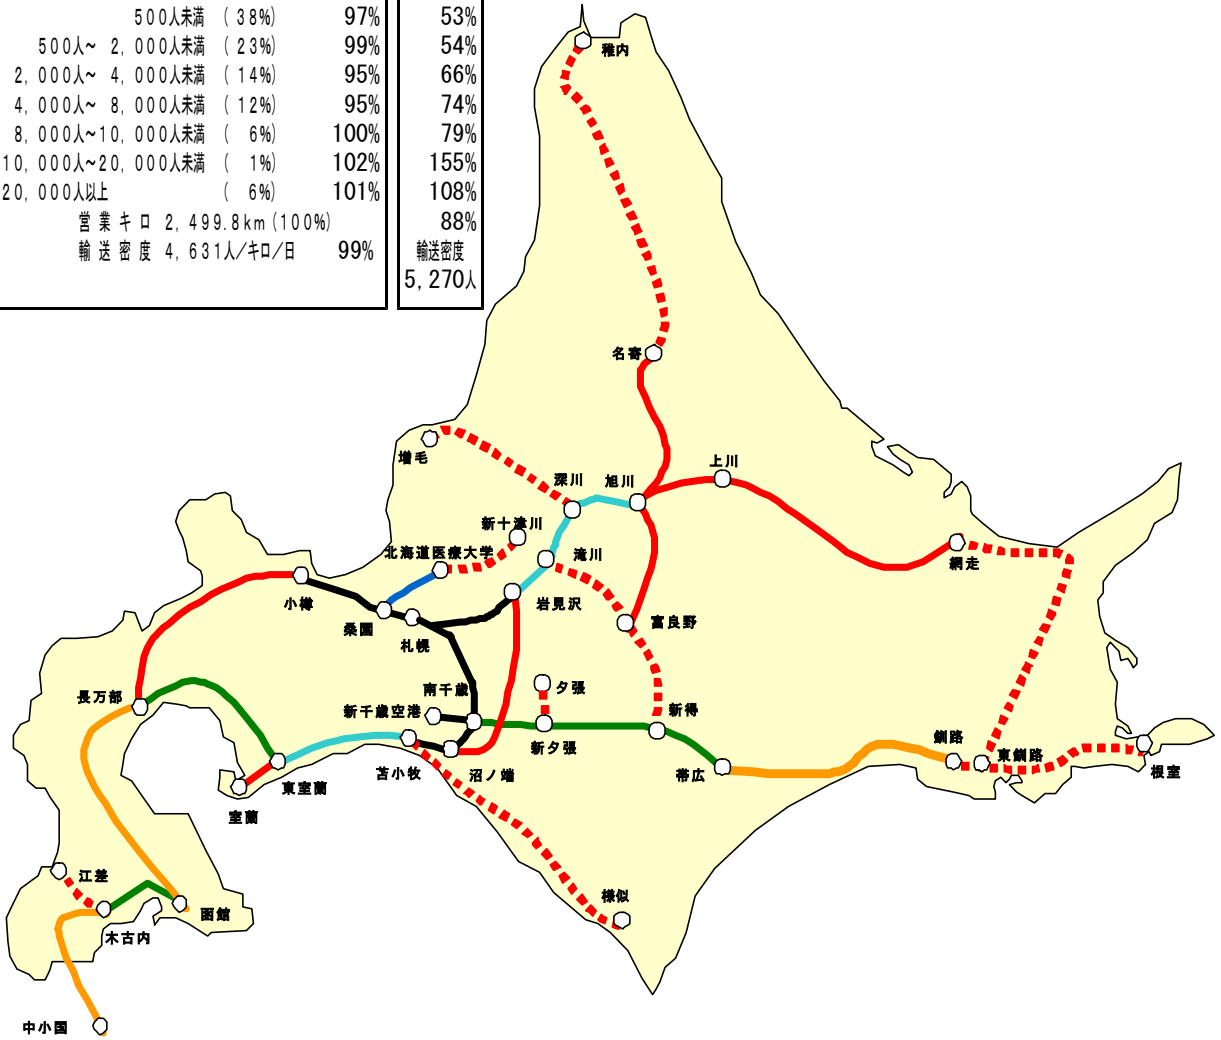 500人未満 (38%) 97% 53%
500人～ 2,000人未満 (23%) 99% 54%
2,000人～ 4,000人未満 (14%) 95% 66%
4,000人～ 8,000人未満 (12%) 95% 74%
8,000人～10,000人未満 ( 6%) 100% 79%
10,000人～20,000人未満 ( 1%) 102% 155%
20,000人以上 ( 6%) 101% 108%
営業キロ 2,499.8km(100%) 88%
輸送密度 4,631人／キロ／日 99% 輸送密度
5,270人
稚内
名寄
増毛
深川
旭川
上川
新十津川
北海道医療大学
滝川
網走
小樽
岩見沢
桑園
札幌
富良野
長万部
南千歳
夕張
新千歳空港
新得
釧路
新夕張
東釧路
苫小牧
沼ノ端
帯広
根室
東室蘭
室蘭
江差
様似
函館
木古内
中小国